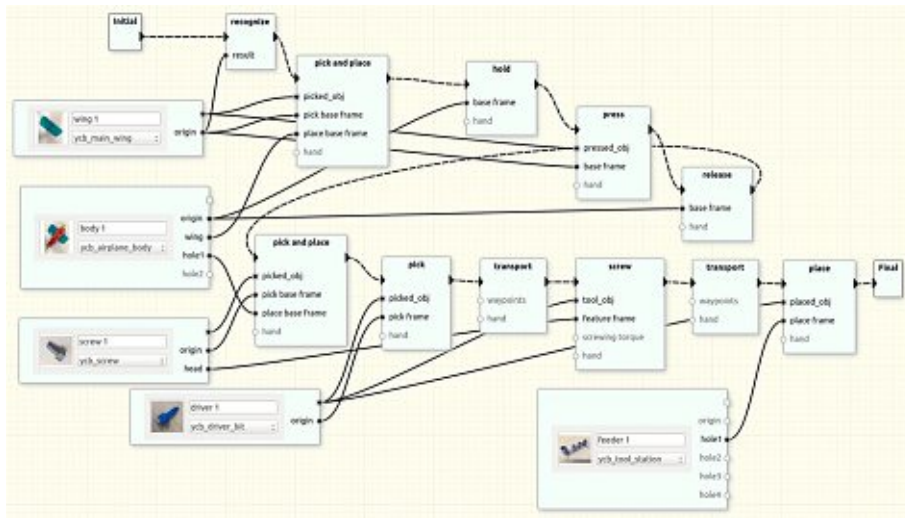 Initial
recognize
result
pick and place
picked_obj
pick base frame
place base frame
hand
hold
base frame
hand
press
pressed_obj
base frame
hand
release
base frame
hand
wing 1
ycb_main_wing
origin
body 1
ycb_airplane_body
origin
wing
hole1
hole2
pick and place
picked_obj
pick base frame
place base frame
hand
pick
picked_obj
pick frame
hand
transport
waypoints
hand
screw
tool_obj
feature frame
screwing torque
hand
transport
waypoints
hand
place
placed_obj
place frame
hand
Final
screw 1
ycb_screw
origin
head
driver 1
ycb_driver_bit
origin
feeder 1
ycb_tool_station
origin
hole1
hole2
hole3
hole4